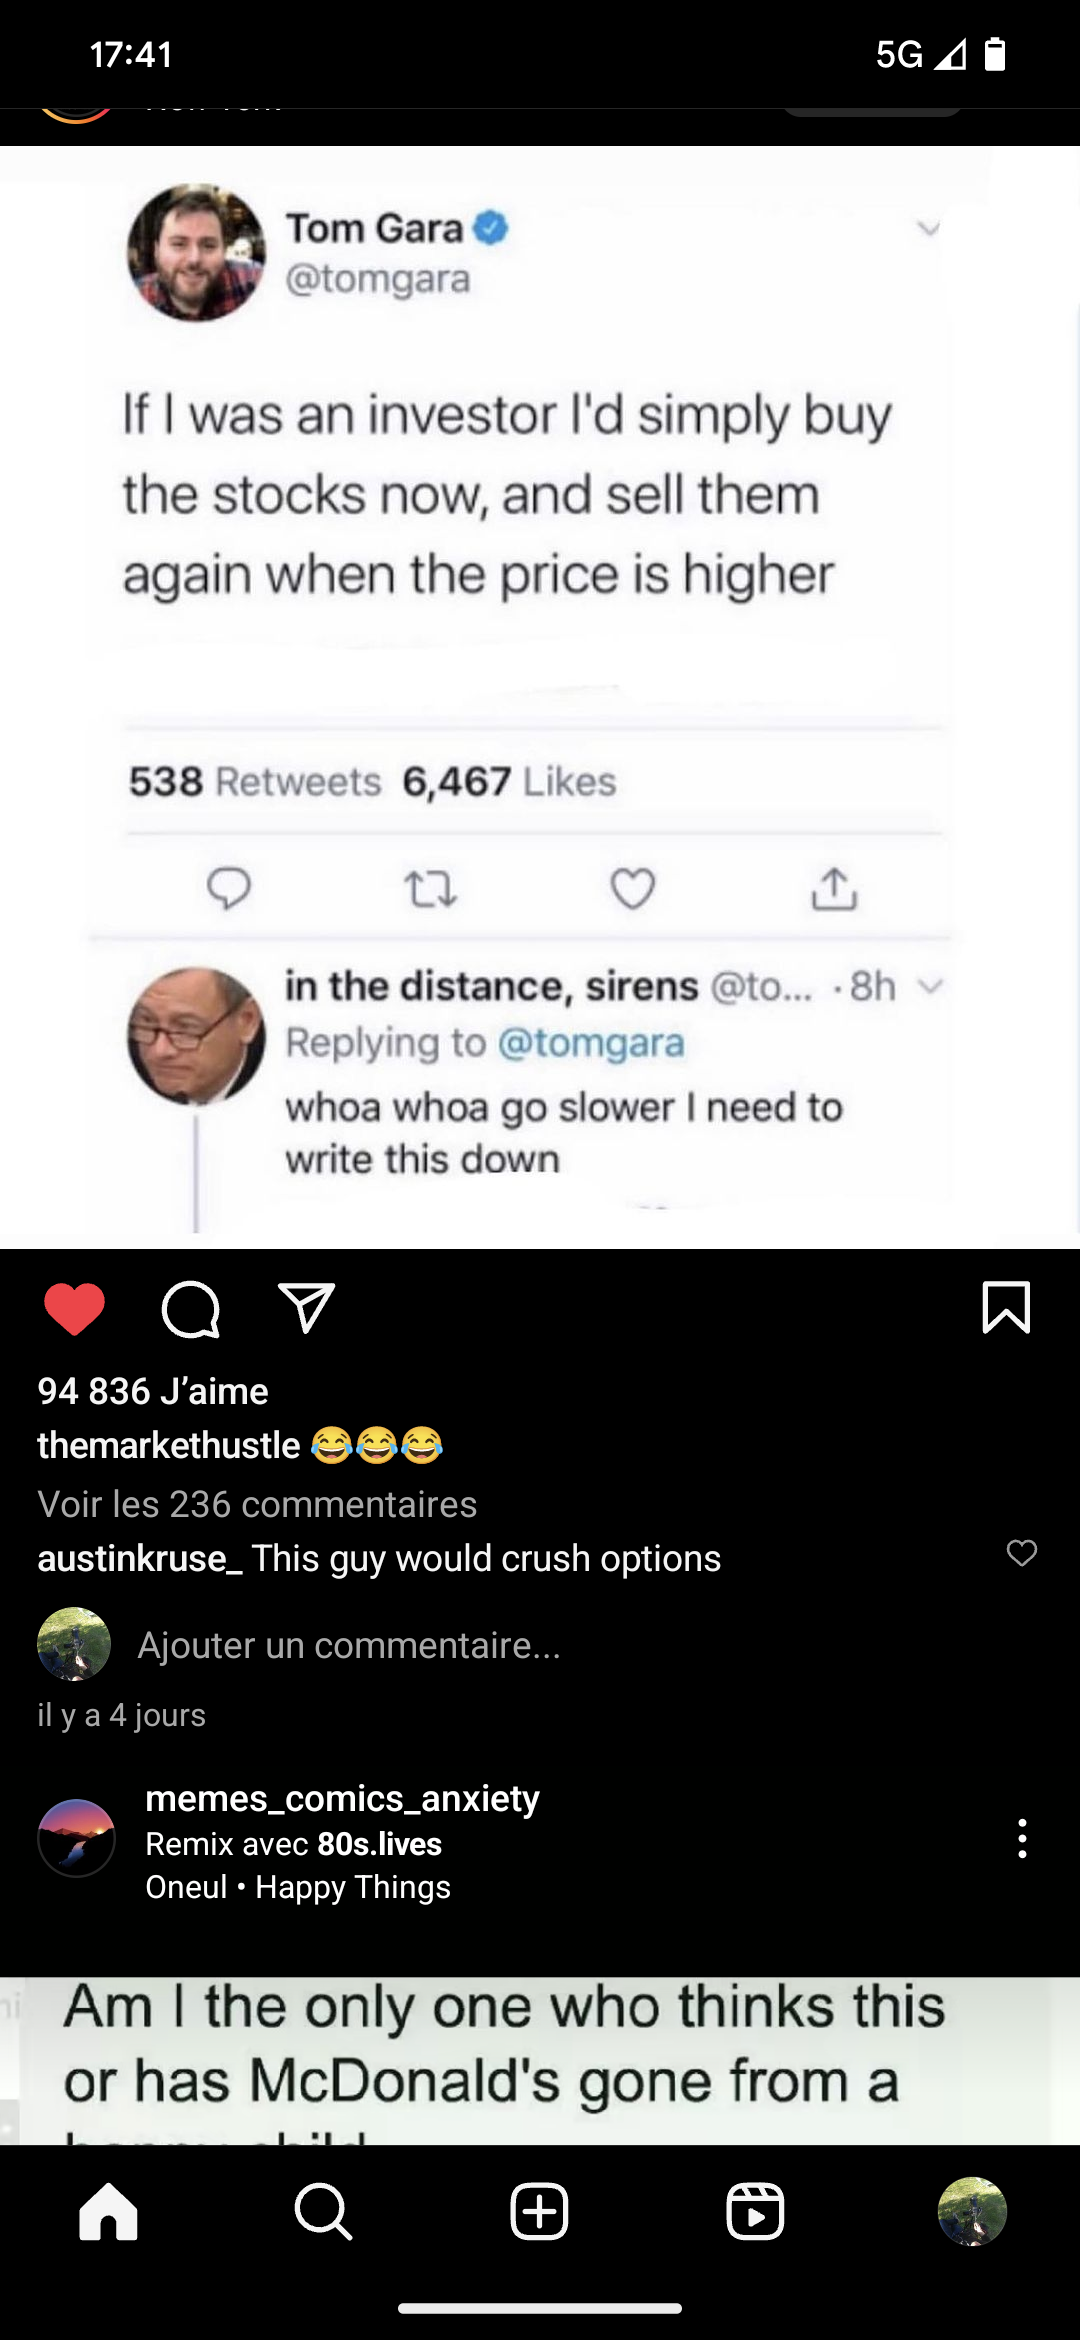 17:41
5G
Tom Gara
@tomgara
If I was an investor I'd simply buy
the stocks now, and sell them
again when the price is higher
538 Retweets 6,467 Likes
in the distance, sirens @to... · 8h
Replying to @tomgara
whoa whoa go slower I need to
write this down
94 836 J’aime
themarkethustle 😂😂😂
Voir les 236 commentaires
austinkruse_ This guy would crush options
Ajouter un commentaire...
il y a 4 jours
memes_comics_anxiety
Remix avec 80s.lives
Oneul • Happy Things
Am I the only one who thinks this
or has McDonald's gone from a